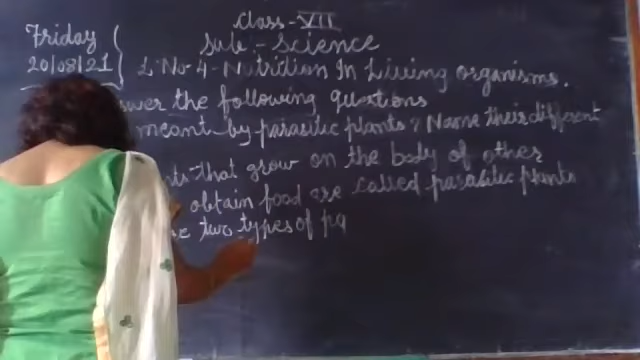 Class-VII
Friday
Sub:- Science
20/08/21
L.No-4-Nutrition In Living organisms.
the following questions
meant by parasitic plants? Name their different
that grow on the body of other
obtain food are called parasitic plants
two types of pa